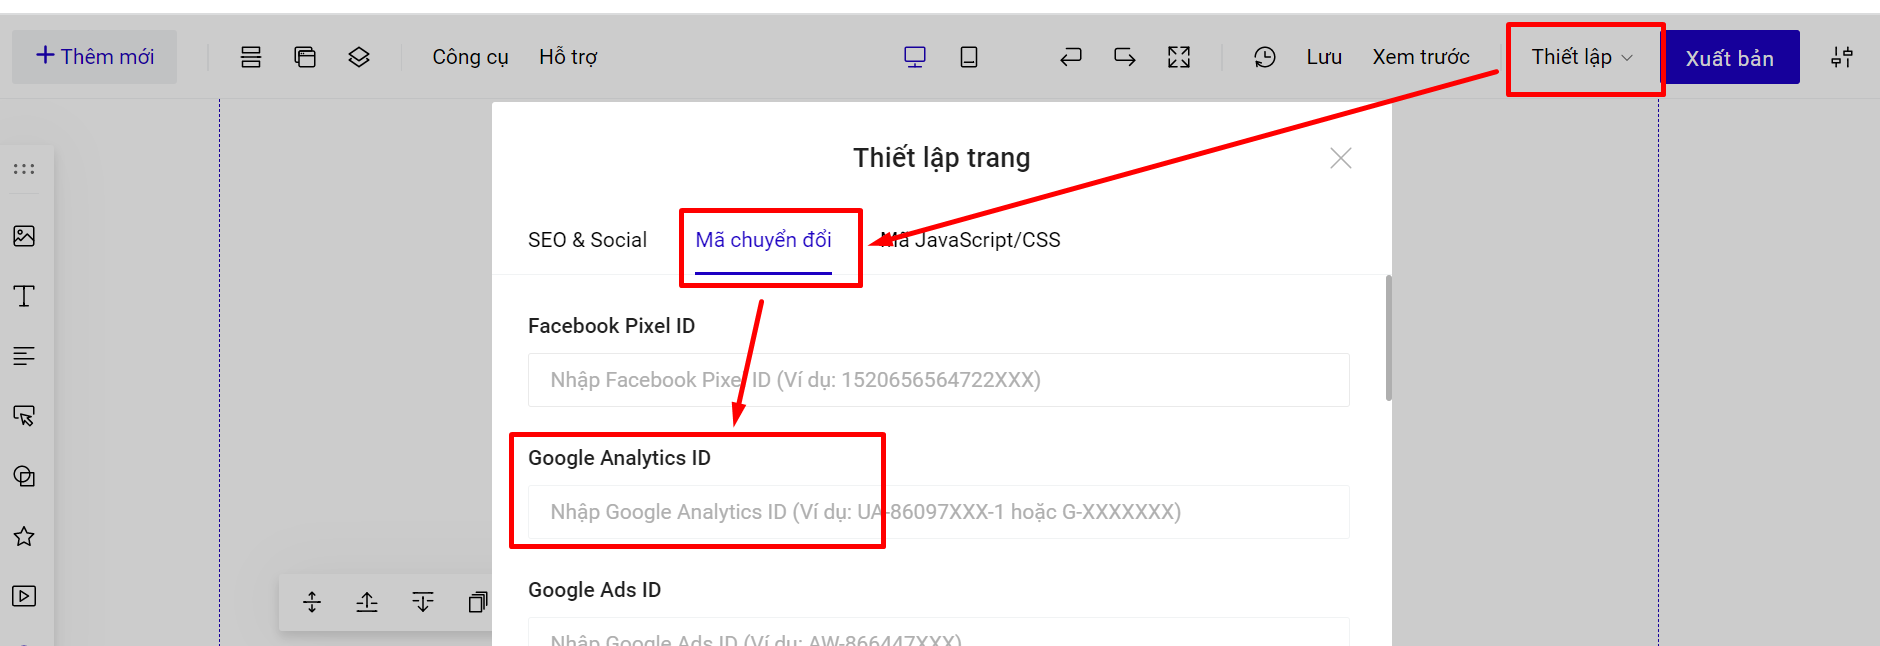 Thêm mới
Công cụ
Hỗ trợ
Lưu
Xem trước
Thiết lập
Xuất bản
Thiết lập trang
SEO & Social
Mã chuyển đổi
Mã JavaScript/CSS
Facebook Pixel ID
Nhập Facebook Pixel ID (Ví dụ: 1520656564722XXX)
Google Analytics ID
Nhập Google Analytics ID (Ví dụ: UA-86097XXX-1 hoặc G-XXXXXXX)
Google Ads ID
Nhập Google Ads ID (Ví dụ: AW-866447XXX)